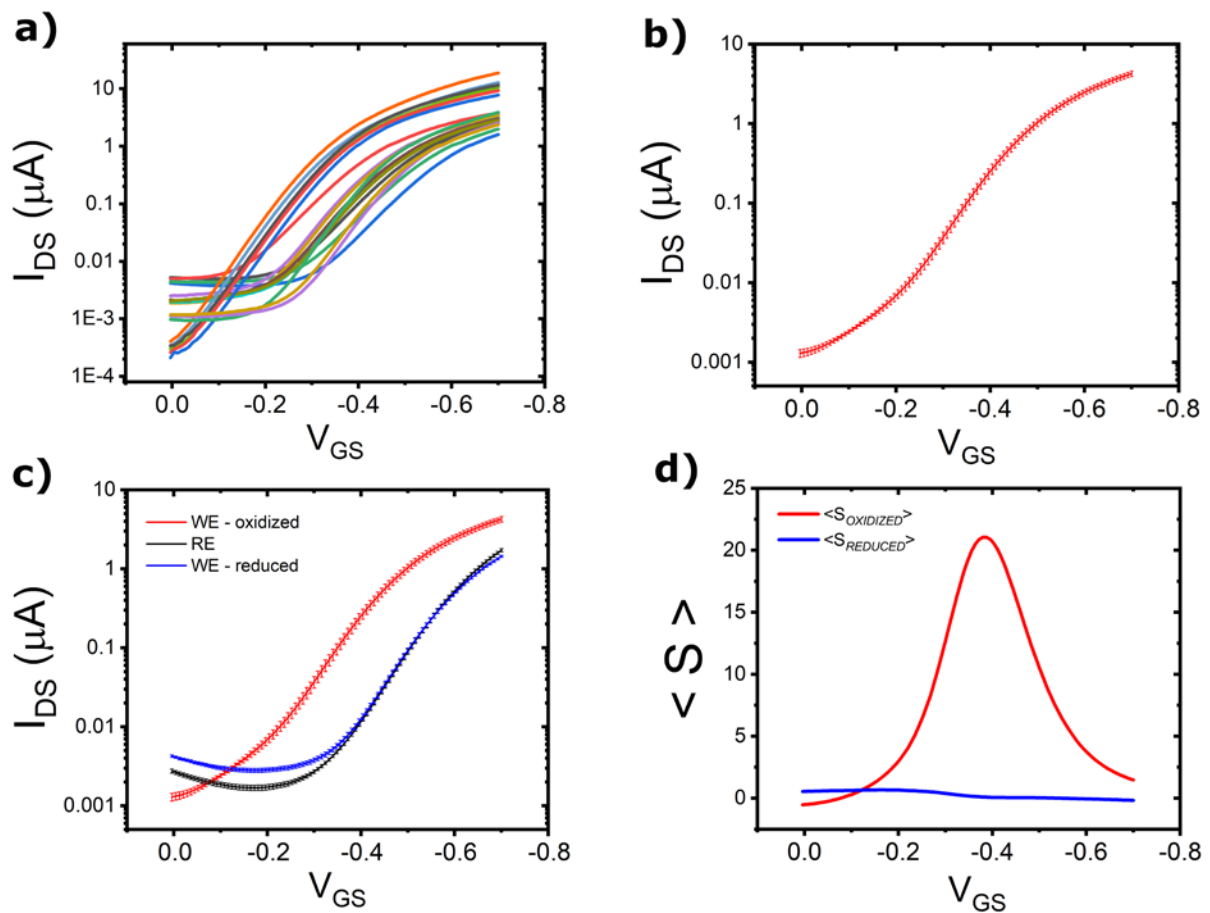 a)
10
1
0.1
0.01
1E-3
1E-4
I_DS (μA)
0.0 -0.2 -0.4 -0.6 -0.8
V_GS
b)
10
1
0.1
0.01
0.001
I_DS (μA)
0.0 -0.2 -0.4 -0.6 -0.8
V_GS
c)
10
1
0.1
0.01
0.001
I_DS (μA)
WE - oxidized
RE
WE - reduced
0.0 -0.2 -0.4 -0.6 -0.8
V_GS
d)
25
20
15
10
5
0
< S >
<S_OXIDIZED>
<S_REDUCED>
0.0 -0.2 -0.4 -0.6 -0.8
V_GS